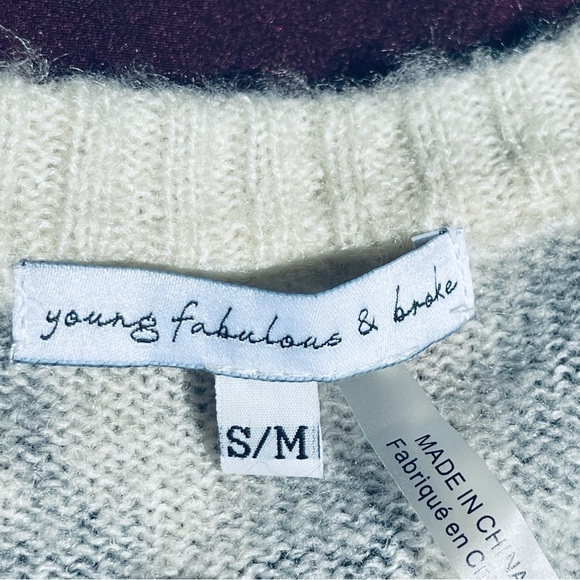 young fabulous & broke
S/M
MADE IN CHINA
Fabriqué en